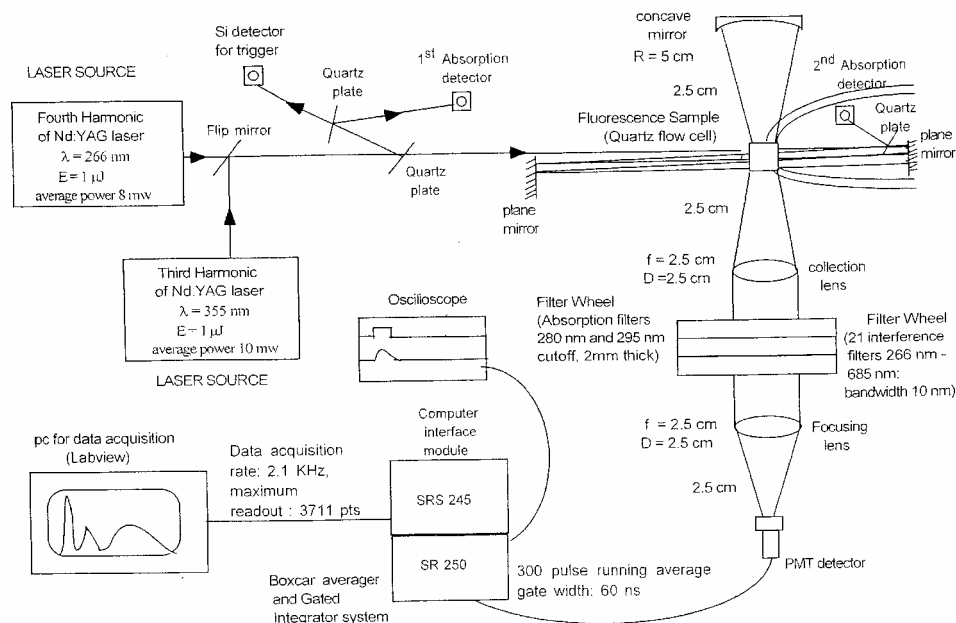 LASER SOURCE
Fourth Harmonic
of Nd:YAG laser
λ = 266 nm
E = 1 μJ
average power 8 mw
Si detector
for trigger
Quartz
plate
1st Absorption
detector
Flip mirror
Quartz
plate
concave
mirror
R = 5 cm
2.5 cm
2nd Absorption
detector
Quartz
plate
plane
mirror
Fluorescence Sample
(Quartz flow cell)
plane
mirror
2.5 cm
f = 2.5 cm
D =2.5 cm
collection
lens
Third Harmonic
of Nd:YAG laser
λ = 355 nm
E = 1 μJ
average power 10 mw
LASER SOURCE
Oscilioscope
Filter Wheel
(Absorption filters
280 nm and 295 nm
cutoff, 2mm thick)
Filter Wheel
(21 interference
filters 266 nm -
685 nm:
bandwidth 10 nm)
f = 2.5 cm
D = 2.5 cm
Focusing
lens
2.5 cm
PMT detector
pc for data acquisition
(Labview)
Data acquisition
rate: 2.1 KHz,
maximum
readout : 3711 pts
Computer
interface
module
SRS 245
SR 250
Boxcar averager
and Gated
Integrator system
300 pulse running average
gate width: 60 ns